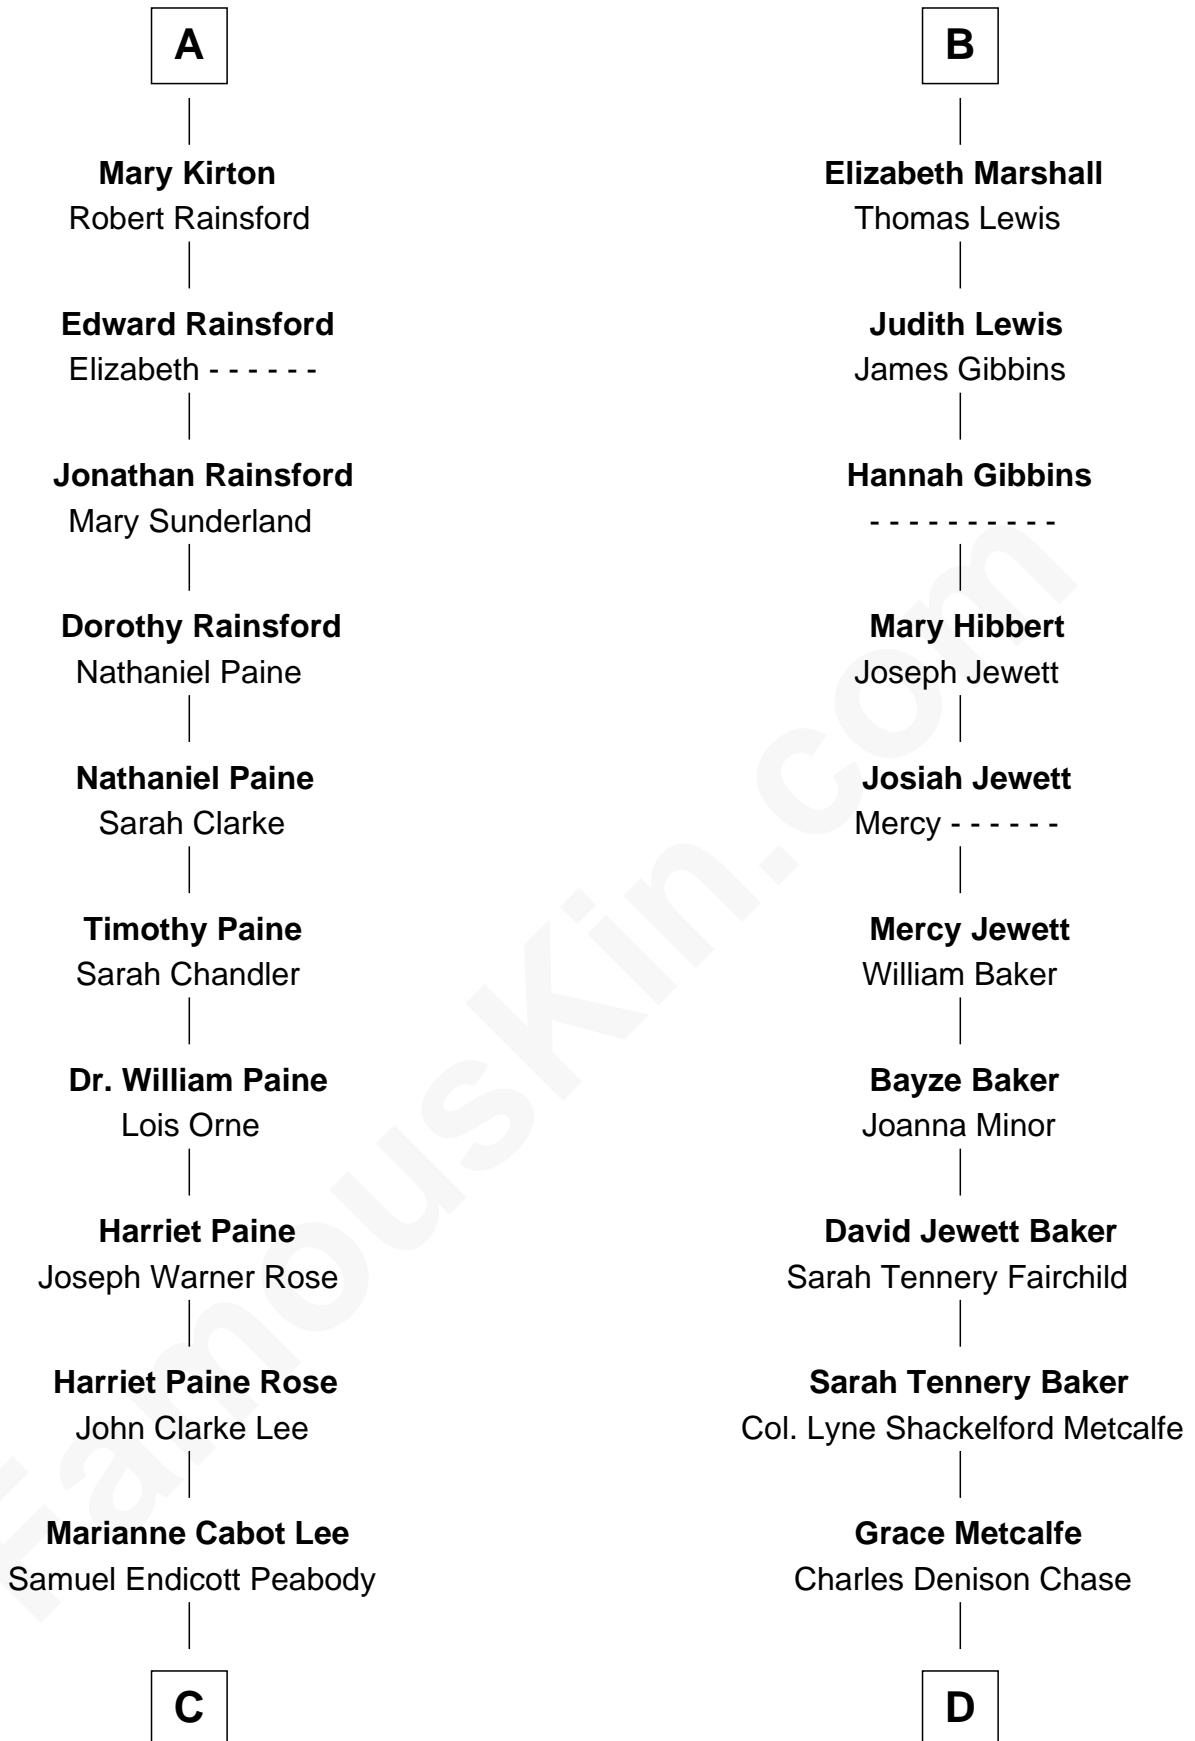 A
Mary Kirton
Robert Rainsford
Edward Rainsford
Elizabeth - - - - - -
Jonathan Rainsford
Mary Sunderland
Dorothy Rainsford
Nathaniel Paine
Nathaniel Paine
Sarah Clarke
Timothy Paine
Sarah Chandler
Dr. William Paine
Lois Orne
Harriet Paine
Joseph Warner Rose
Harriet Paine Rose
John Clarke Lee
Marianne Cabot Lee
Samuel Endicott Peabody
C
B
Elizabeth Marshall
Thomas Lewis
Judith Lewis
James Gibbins
Hannah Gibbins
- - - - - - - - - -
Mary Hibbert
Joseph Jewett
Josiah Jewett
Mercy - - - - - -
Mercy Jewett
William Baker
Bayze Baker
Joanna Minor
David Jewett Baker
Sarah Tennery Fairchild
Sarah Tennery Baker
Col. Lyne Shackelford Metcalfe
Grace Metcalfe
Charles Denison Chase
D
FamousKin.com